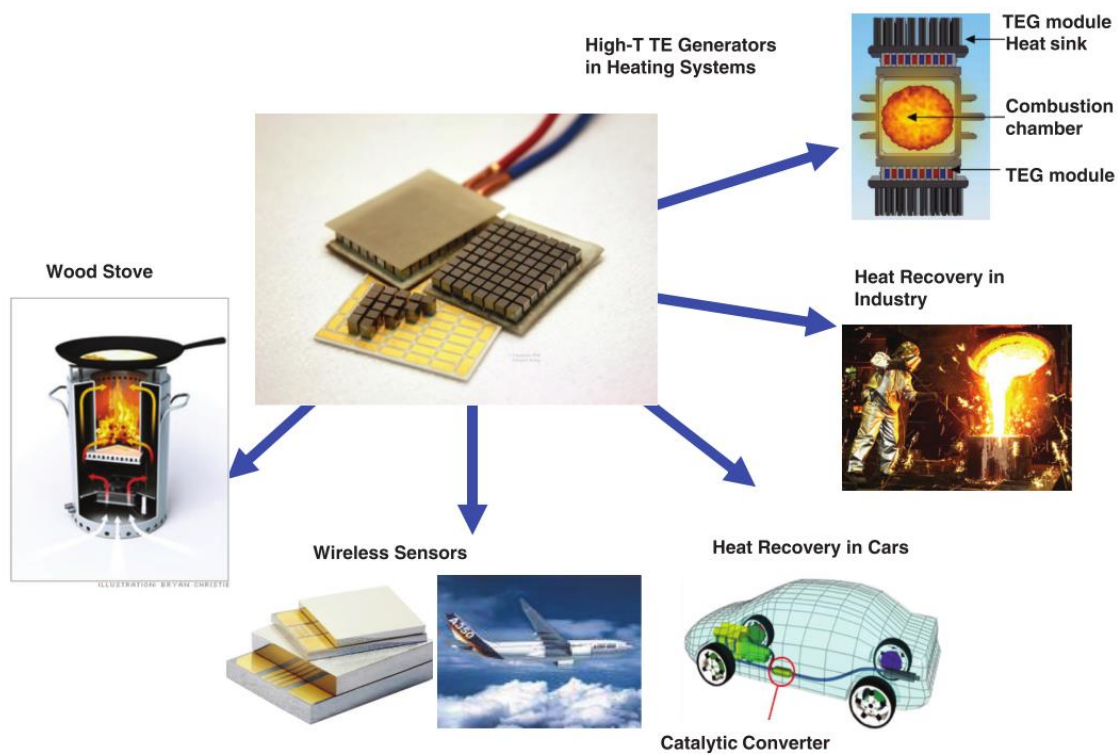 High-T TE Generators
in Heating Systems
TEG module
Heat sink
Combustion
chamber
TEG module
Wood Stove
Heat Recovery in
Industry
ILLUSTRATION: BRYAN CHRISTIE
Wireless Sensors
A350
Heat Recovery in Cars
Catalytic Converter